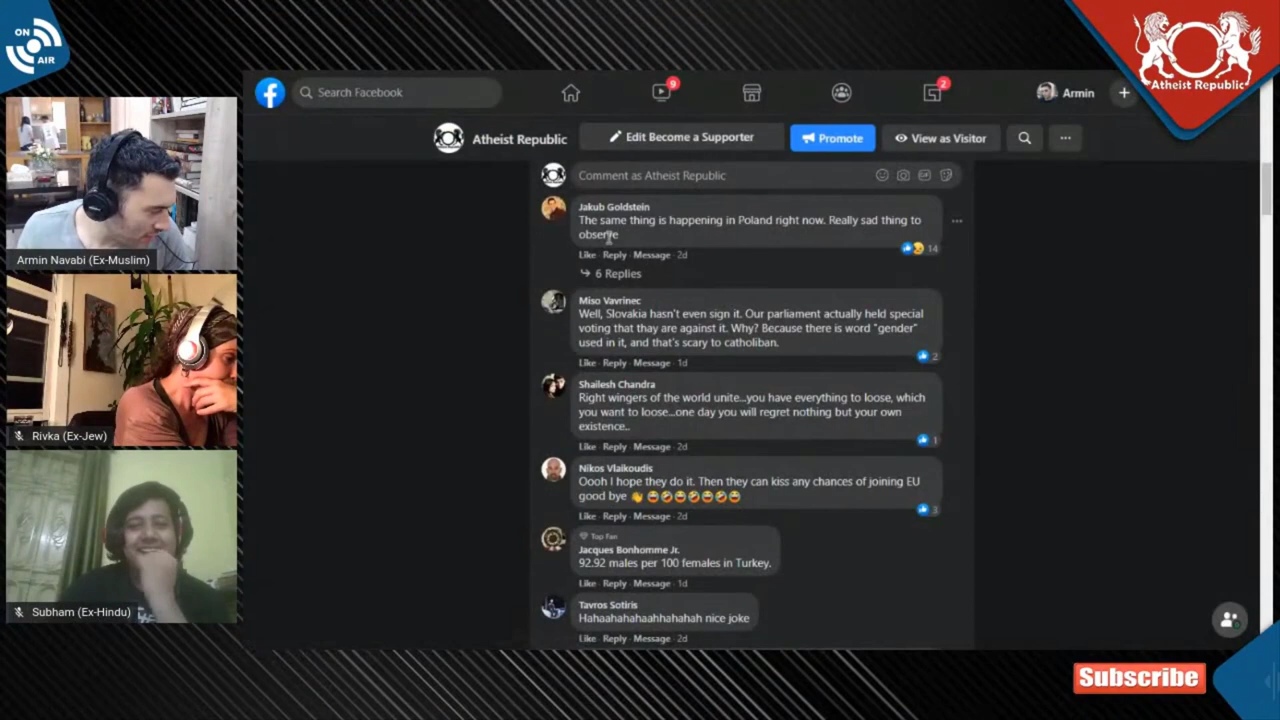 ON
AIR
Search Facebook
9
2
Armin
Atheist Republic
Atheist Republic
Edit Become a Supporter
Promote
View as Visitor
Comment as Atheist Republic
GIF
Jakub Goldstein
The same thing is happening in Poland right now. Really sad thing to
observe
14
Like Reply Message 2d
6 Replies
Miso Vavrinec
Well, Slovakia hasn't even sign it. Our parliament actually held special
voting that thay are against it. Why? Because there is word "gender"
used in it, and that's scary to catholiban.
2
Like Reply Message 1d
Shailesh Chandra
Right wingers of the world unite...you have everything to loose, which
you want to loose...one day you will regret nothing but your own
existence..
1
Like Reply Message 2d
Nikos Vlaikoudis
Oooh I hope they do it. Then they can kiss any chances of joining EU
good bye 👋 😂🤣😂🤣😂🤣😂
3
Like Reply Message 2d
Top Fan
Jacques Bonhomme Jr.
92.92 males per 100 females in Turkey.
Like Reply Message 1d
Tavros Sotiris
Hahaahahahaahhahahah nice joke
Like Reply Message 2d
Armin Navabi (Ex-Muslim)
Rivka (Ex-Jew)
Subham (Ex-Hindu)
Subscribe